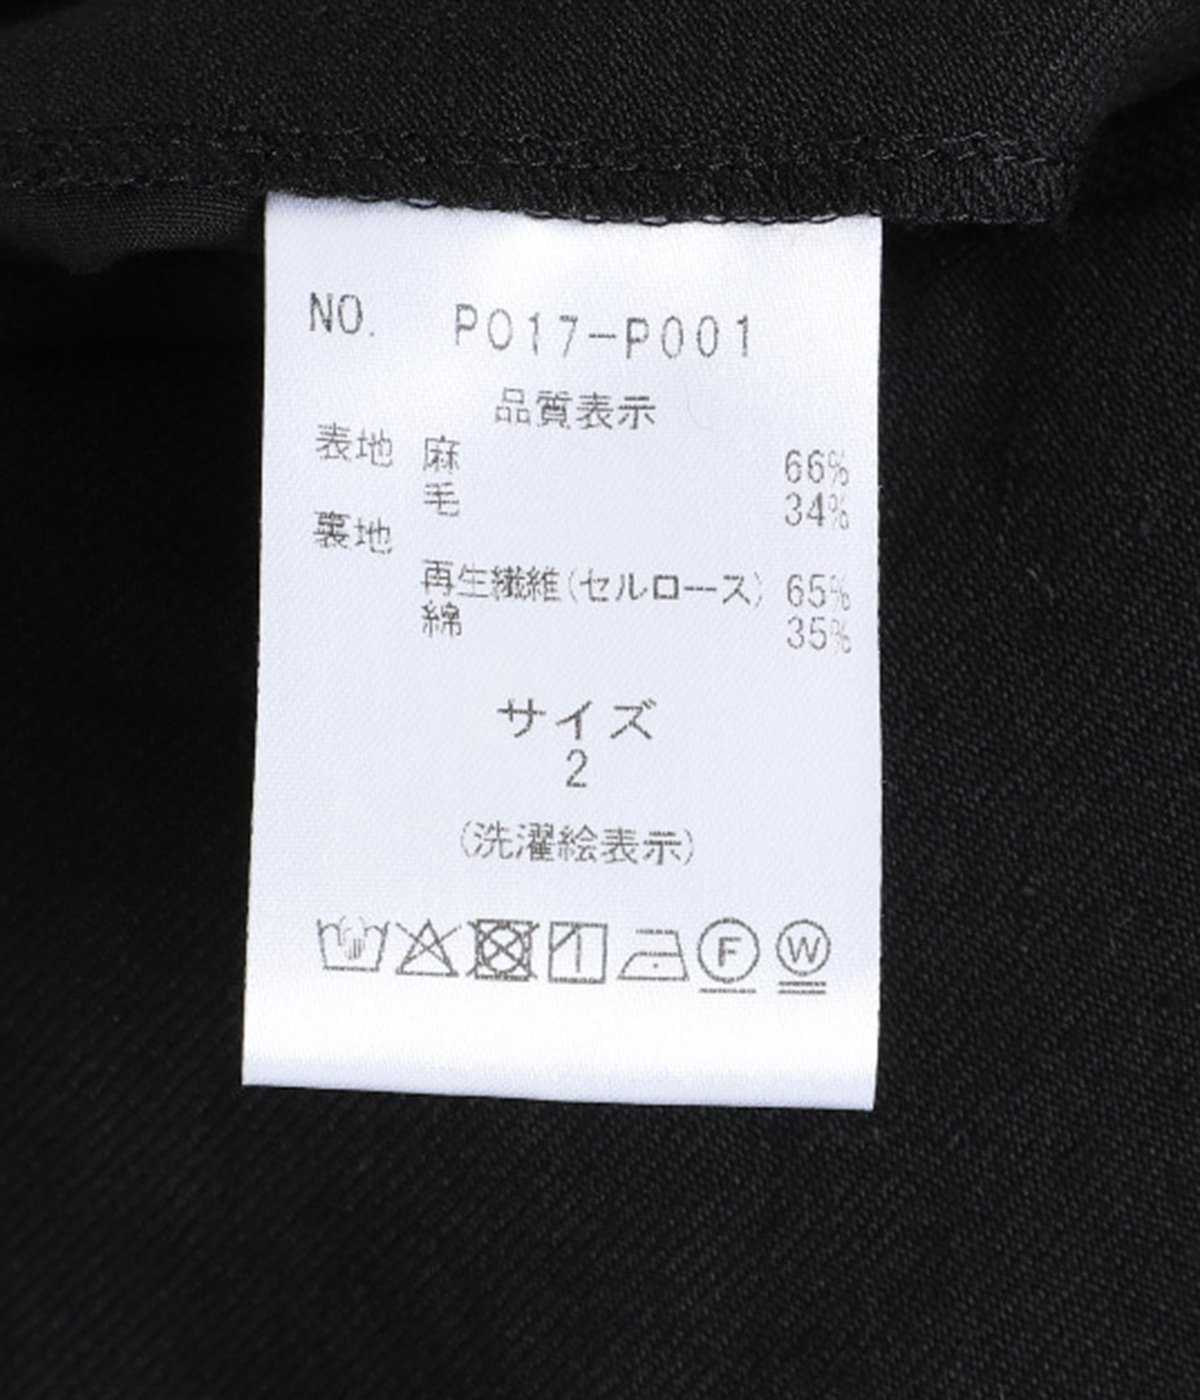 NO. P017-P001
品質表示
表地 麻 66%
毛 34%
裏地
再生繊維(セルロース) 65%
綿 35%
サイズ
2
(洗濯絵表示)
F W